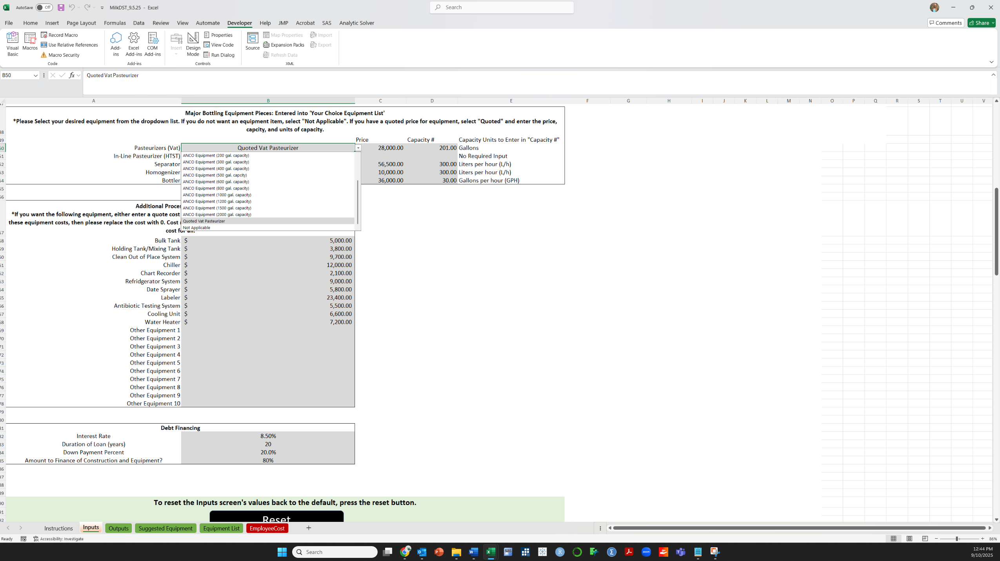 AutoSave Off MilkDST_9.5.25 - Excel Search
File Home Insert Page Layout Formulas Data Review View Automate Developer Help JMP Acrobat SAS Analytic Solver Comments Share
Visual Basic
Macros
Record Macro
Use Relative References
Macro Security
Code
Add-ins
Excel Add-ins
COM Add-ins
Add-ins
Insert
Design Mode
Properties
View Code
Run Dialog
Controls
Source
Map Properties
Expansion Packs
Refresh Data
Import
Export
XML
B50 fx Quoted Vat Pasteurizer
A B C D E F G H I J K L M N O P Q R S T U V
Major Bottling Equipment Pieces: Entered into 'Your Choice Equipment List'
*Please Select your desired equipment from the dropdown list. If you do not want an equipment item, select "Not Applicable". If you have a quoted price for equipment, select "Quoted" and enter the price,
capcity, and units of capacity.
Price Capacity # Capacity Units to Enter in "Capacity #"
Pasteurizers (Vat) Quoted Vat Pasteurizer 28,000.00 201.00 Gallons
In-Line Pasteurizer (HTST) No Required Input
Separator 56,500.00 300.00 Liters per hour (L/h)
Homogenizer 10,000.00 300.00 Liters per hour (L/h)
Bottler 36,000.00 30.00 Gallons per hour (GPH)
ANCO Equipment (200 gal. capacity)
ANCO Equipment (300 gal. capacity)
ANCO Equipment (400 gal. capacity)
ANCO Equipment (500 gal. capcity)
ANCO Equipment (600 gal. capacity)
ANCO Equipment (800 gal. capacity)
ANCO Equipment (1000 gal. capacity)
ANCO Equipment (1200 gal. capacity)
ANCO Equipment (1500 gal. capacity)
ANCO Equipment (2000 gal. capacity)
Quoted Vat Pasteurizer
Not Applicable
Additional Proces
*If you want the following equipment, either enter a quote cost
these equipment costs, then please replace the cost with 0. Cost
cost for all.
Bulk Tank $ 5,000.00
Holding Tank/Mixing Tank $ 3,800.00
Clean Out of Place System $ 9,700.00
Chiller $ 12,000.00
Chart Recorder $ 2,100.00
Refridgerator System $ 9,000.00
Date Sprayer $ 5,800.00
Labeler $ 23,400.00
Antibiotic Testing System $ 5,500.00
Cooling Unit $ 6,600.00
Water Heater $ 7,200.00
Other Equipment 1
Other Equipment 2
Other Equipment 3
Other Equipment 4
Other Equipment 5
Other Equipment 6
Other Equipment 7
Other Equipment 8
Other Equipment 9
Other Equipment 10
Debt Financing
Interest Rate 8.50%
Duration of Loan (years) 20
Down Payment Percent 20.0%
Amount to Finance of Construction and Equipment? 80%
To reset the Inputs screen's values back to the default, press the reset button.
Reset
Instructions Inputs Outputs Suggested Equipment Equipment List EmployeeCost
Ready Accessibility: Investigate 86%
Search
12:44 PM
9/10/2025